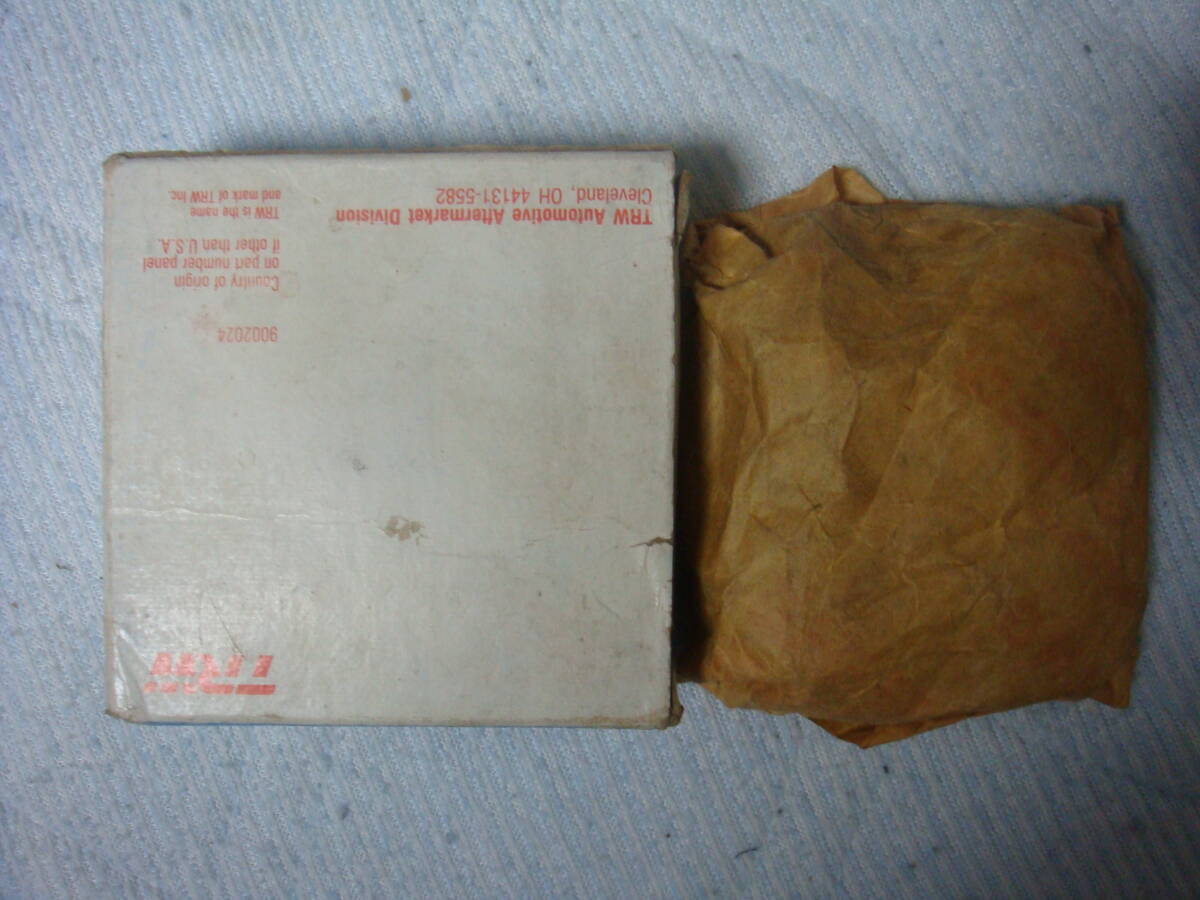 TRW
9002024
Country of origin
on part number panel
if other than U.S.A.
TRW is the name
and mark of TRW Inc.
TRW Automotive Aftermarket Division
Cleveland, OH 44131-5582